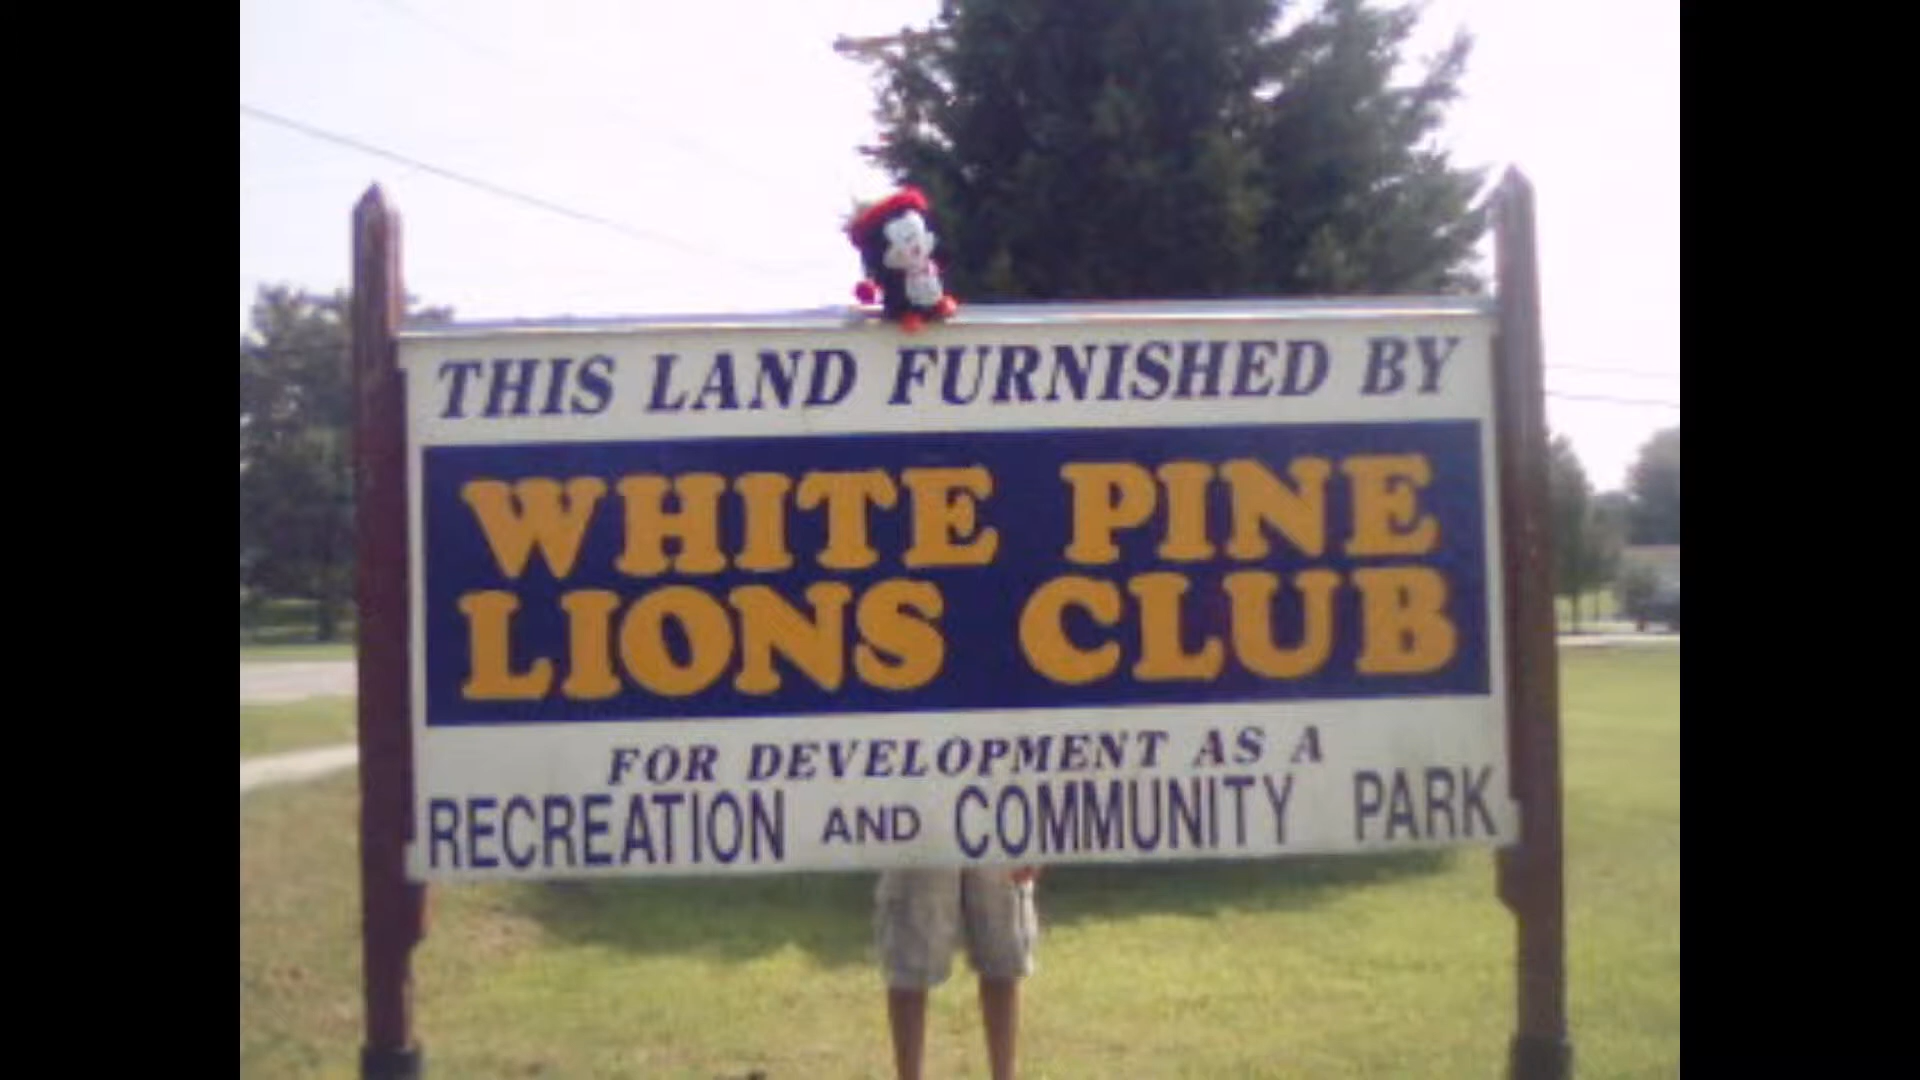 THIS LAND FURNISHED BY
WHITE PINE
LIONS CLUB
FOR DEVELOPMENT AS A
RECREATION AND COMMUNITY PARK